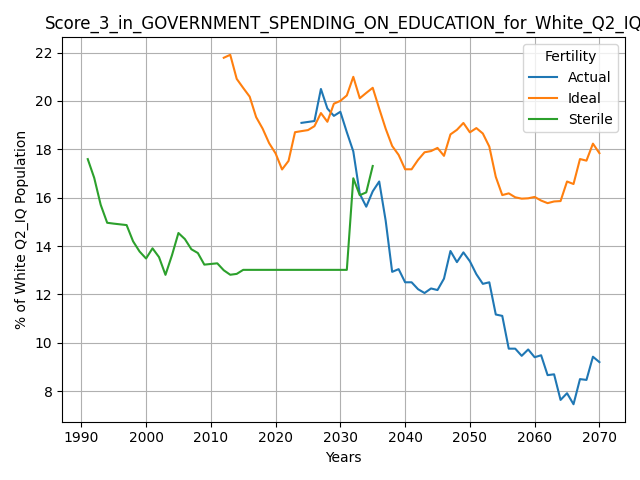 Score_3_in_GOVERNMENT_SPENDING_ON_EDUCATION_for_White_Q2_IQ
Fertility
Actual
Ideal
Sterile
% of White Q2_IQ Population
22
20
18
16
14
12
10
8
1990 2000 2010 2020 2030 2040 2050 2060 2070
Years